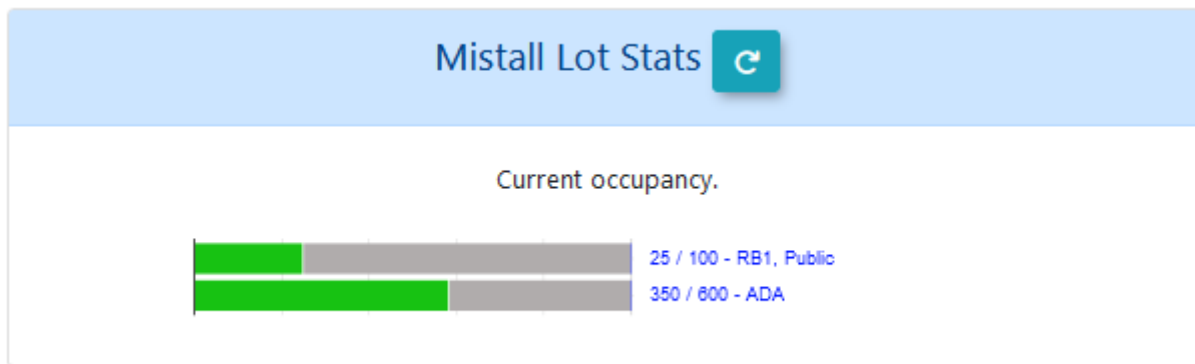 Mistall Lot Stats
Current occupancy.
25 / 100 - RB1, Public
350 / 600 - ADA